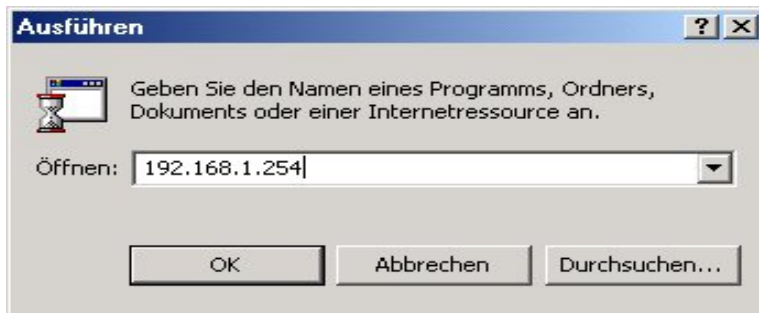 Ausführen
Geben Sie den Namen eines Programms, Ordners,
Dokuments oder einer Internetressource an.
Öffnen: 192.168.1.254
OK Abbrechen Durchsuchen...